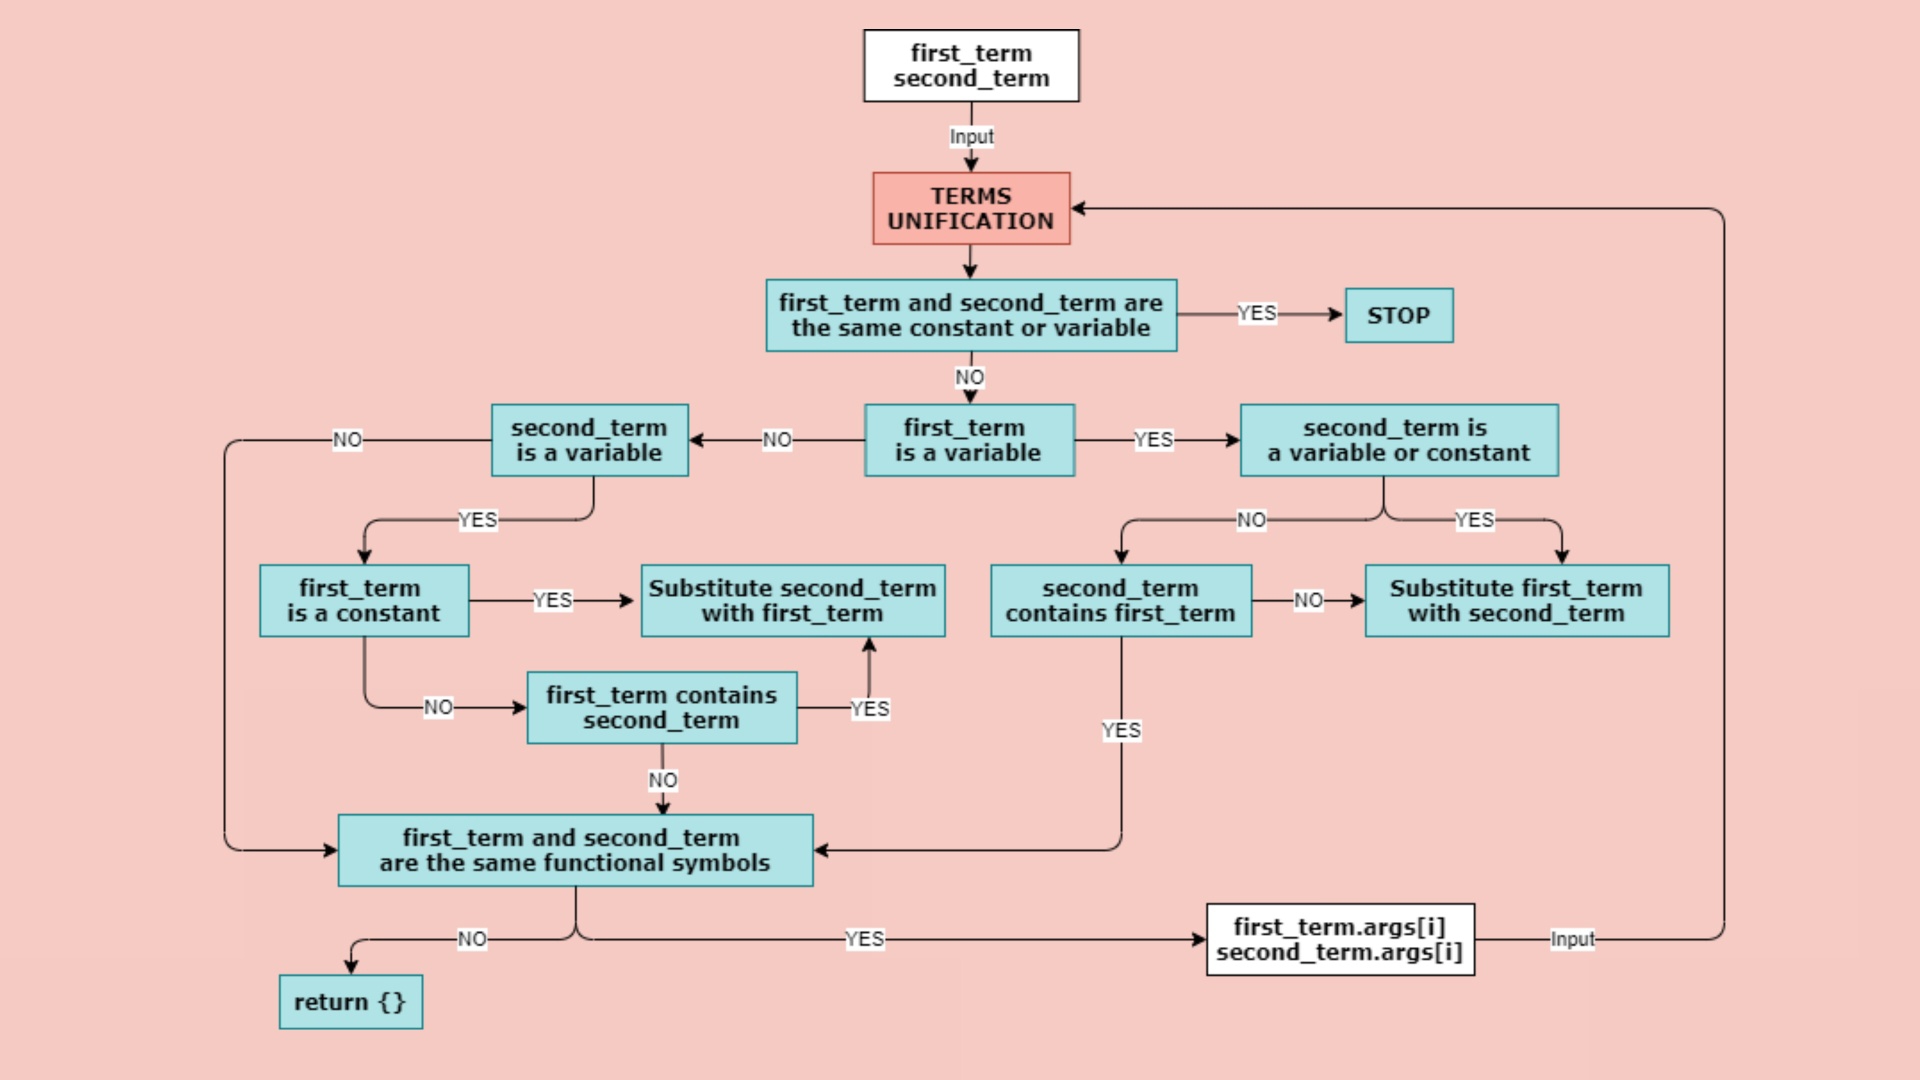 first_term
second_term
Input
TERMS
UNIFICATION
first_term and second_term are
the same constant or variable
YES
STOP
NO
second_term
is a variable
NO
NO
first_term
is a variable
YES
second_term is
a variable or constant
YES
NO
YES
first_term
is a constant
YES
Substitute second_term
with first_term
second_term
contains first_term
NO
Substitute first_term
with second_term
NO
first_term contains
second_term
YES
YES
NO
first_term and second_term
are the same functional symbols
NO
YES
first_term.args[i]
second_term.args[i]
Input
return {}